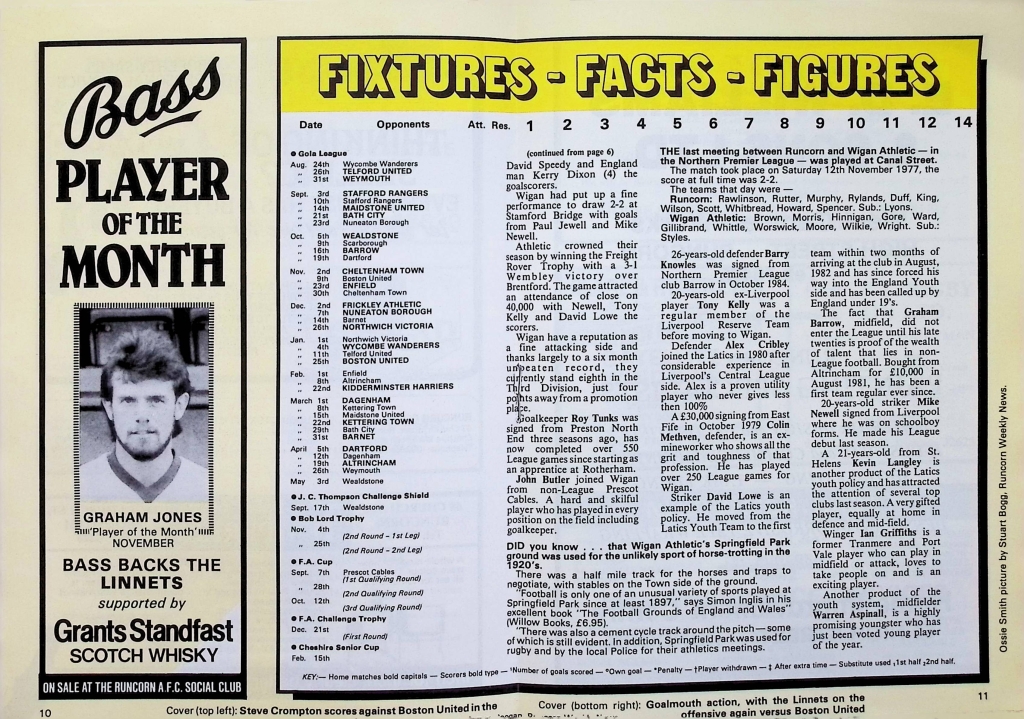 Bass
PLAYER
OF THE
MONTH
GRAHAM JONES
'Player of the Month'
NOVEMBER
BASS BACKS THE
LINNETS
supported by
Grants Standfast
SCOTCH WHISKY
ON SALE AT THE RUNCORN A.F.C. SOCIAL CLUB
10
FIXTURES - FACTS - FIGURES
Date Opponents Att. Res. 1 2 3 4 5 6 7 8 9 10 11 12 14
● Gola League
Aug. 24th Wycombe Wanderers
„ 26th TELFORD UNITED
„ 31st WEYMOUTH
Sept. 3rd STAFFORD RANGERS
„ 10th Stafford Rangers
„ 14th MAIDSTONE UNITED
„ 21st BATH CITY
„ 23rd Nuneaton Borough
Oct. 5th WEALDSTONE
„ 9th Scarborough
„ 16th BARROW
„ 19th Dartford
Nov. 2nd CHELTENHAM TOWN
„ 9th Boston United
„ 23rd ENFIELD
„ 30th Cheltenham Town
Dec. 2nd FRICKLEY ATHLETIC
„ 7th NUNEATON BOROUGH
„ 14th Barnet
„ 26th NORTHWICH VICTORIA
Jan. 1st Northwich Victoria
„ 4th WYCOMBE WANDERERS
„ 11th Telford United
„ 25th BOSTON UNITED
Feb. 1st Enfield
„ 8th Altrincham
„ 22nd KIDDERMINSTER HARRIERS
March 1st DAGENHAM
„ 8th Kettering Town
„ 15th Maidstone United
„ 22nd KETTERING TOWN
„ 29th Bath City
„ 31st BARNET
April 5th DARTFORD
„ 12th Dagenham
„ 19th ALTRINCHAM
„ 26th Weymouth
May 3rd Wealdstone
● J. C. Thompson Challenge Shield
Sept. 17th Wealdstone
● Bob Lord Trophy
Nov. 4th
(2nd Round - 1st Leg)
„ 25th
(2nd Round - 2nd Leg)
● F.A. Cup
Sept. 7th Prescot Cables
(1st Qualifying Round)
„ 28th
(2nd Qualifying Round)
Oct. 12th
(3rd Qualifying Round)
● F.A. Challenge Trophy
Dec. 21st
(First Round)
● Cheshire Senior Cup
Feb. 15th
(continued from page 6)
David Speedy and England
man Kerry Dixon (4) the
goalscorers.
Wigan had put up a fine
performance to draw 2-2 at
Stamford Bridge with goals
from Paul Jewell and Mike
Newell.
Athletic crowned their
season by winning the Freight
Rover Trophy with a 3-1
Wembley victory over
Brentford. The game attracted
an attendance of close on
40,000 with Newell, Tony
Kelly and David Lowe the
scorers.
Wigan have a reputation as
a fine attacking side and
thanks largely to a six month
unbeaten record, they
currently stand eighth in the
Third Division, just four
points away from a promotion
place.
Goalkeeper Roy Tunks was
signed from Preston North
End three seasons ago, has
now completed over 550
League games since starting as
an apprentice at Rotherham.
John Butler joined Wigan
from non-League Prescot
Cables. A hard and skilful
player who has played in every
position on the field including
goalkeeper.
THE last meeting between Runcorn and Wigan Athletic — in
the Northern Premier League — was played at Canal Street.
The match took place on Saturday 12th November 1977, the
score at full time was 2-2.
The teams that day were —
Runcorn: Rawlinson, Rutter, Murphy, Rylands, Duff, King,
Wilson, Scott, Whitbread, Howard, Spencer. Sub.: Lyons.
Wigan Athletic: Brown, Morris, Hinnigan, Gore, Ward,
Gillibrand, Whittle, Worswick, Moore, Wilkie, Wright. Sub.:
Styles.
26-year-old defender Barry
Knowles was signed from
Northern Premier League
club Barrow in October 1984.
20-years-old ex-Liverpool
player Tony Kelly was a
regular member of the
Liverpool Reserve Team
before moving to Wigan.
Defender Alex Cribley
joined the Latics in 1980 after
considerable experience in
Liverpool's Central League
side. Alex is a proven utility
player who never gives less
then 100%
A £30,000 signing from East
Fife in October 1979 Colin
Methven, defender, is an ex-
mineworker who shows all the
grit and toughness of that
profession. He has played
over 250 League games for
Wigan.
Striker David Lowe is an
example of the Latics youth
policy. He moved from the
Latics Youth Team to the first
team within two months of
arriving at the club in August,
1982 and has since forced his
way into the England Youth
side and has been called up by
England under 19's.
The fact that Graham
Barrow, midfield, did not
enter the League until his late
twenties is proof of the wealth
of talent that lies in non-
League football. Bought from
Altrincham for £10,000 in
August 1981, he has been a
first team regular ever since.
20-years-old striker Mike
Newell signed from Liverpool
where he was on schoolboy
forms. He made his League
debut last season.
A 21-years-old from St.
Helens Kevin Langley is
another product of the Latics
youth policy and has attracted
the attention of several top
clubs last season. A very gifted
player, equally at home in
defence and mid-field.
Winger Ian Griffiths is a
former Tranmere and Port
Vale player who can play in
midfield or attack, loves to
take people on and is an
exciting player.
Another product of the
youth system, midfielder
Warren Aspinall, is a highly
promising youngster who has
just been voted young player
of the year.
DID you know . . . that Wigan Athletic's Springfield Park
ground was used for the unlikely sport of horse-trotting in the
1920's.
There was a half mile track for the horses and traps to
negotiate, with stables on the Town side of the ground.
"Football is only one of an unusual variety of sports played at
Springfield Park since at least 1897," says Simon Inglis in his
excellent book "The Football Grounds of England and Wales"
(Willow Books, £6.95).
"There was also a cement cycle track around the pitch — some
of which is still evident. In addition, Springfield Park was used for
rugby and by the local Police for their athletics meetings.
KEY:— Home matches bold capitals — Scorers bold type — ¹Number of goals scored — *Own goal — •Penalty — †Player withdrawn — ‡ After extra time — Substitute used ,1st half ,2nd half.
Ossie Smith picture by Stuart Bogg, Runcorn Weekly News.
11
Cover (top left): Steve Crompton scores against Boston United in the
Cover (bottom right): Goalmouth action, with the Linnets on the
offensive again versus Boston United